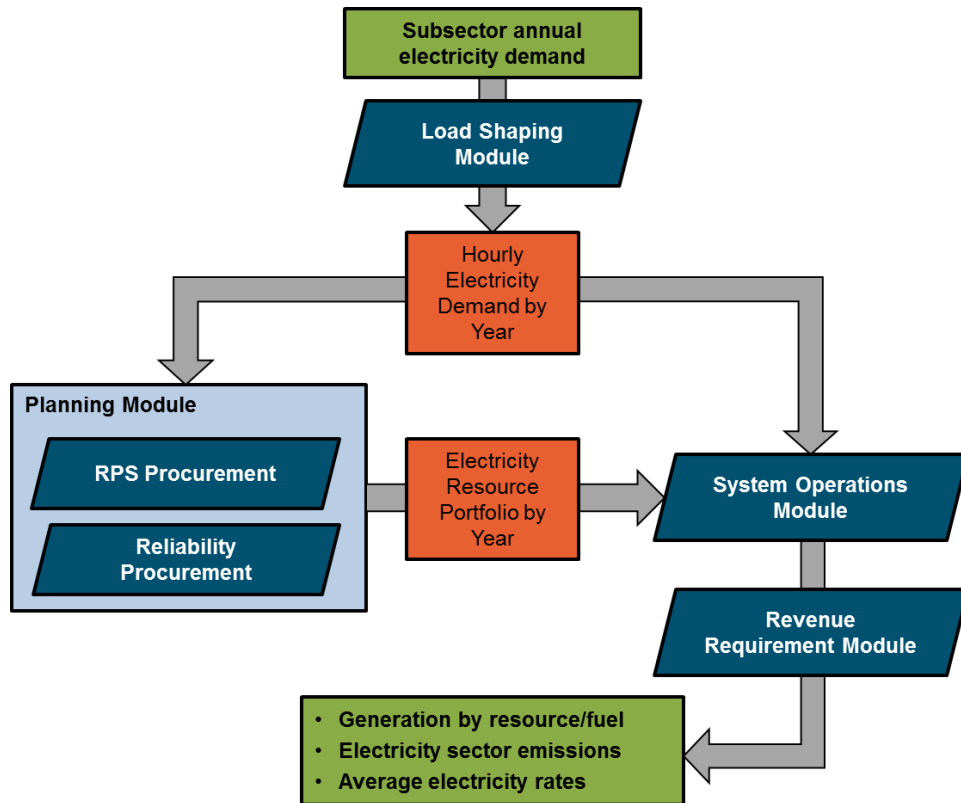 Subsector annual
electricity demand
Load Shaping
Module
Hourly
Electricity
Demand by
Year
Planning Module
RPS Procurement
Reliability
Procurement
Electricity
Resource
Portfolio by
Year
System Operations
Module
Revenue
Requirement Module
• Generation by resource/fuel
• Electricity sector emissions
• Average electricity rates